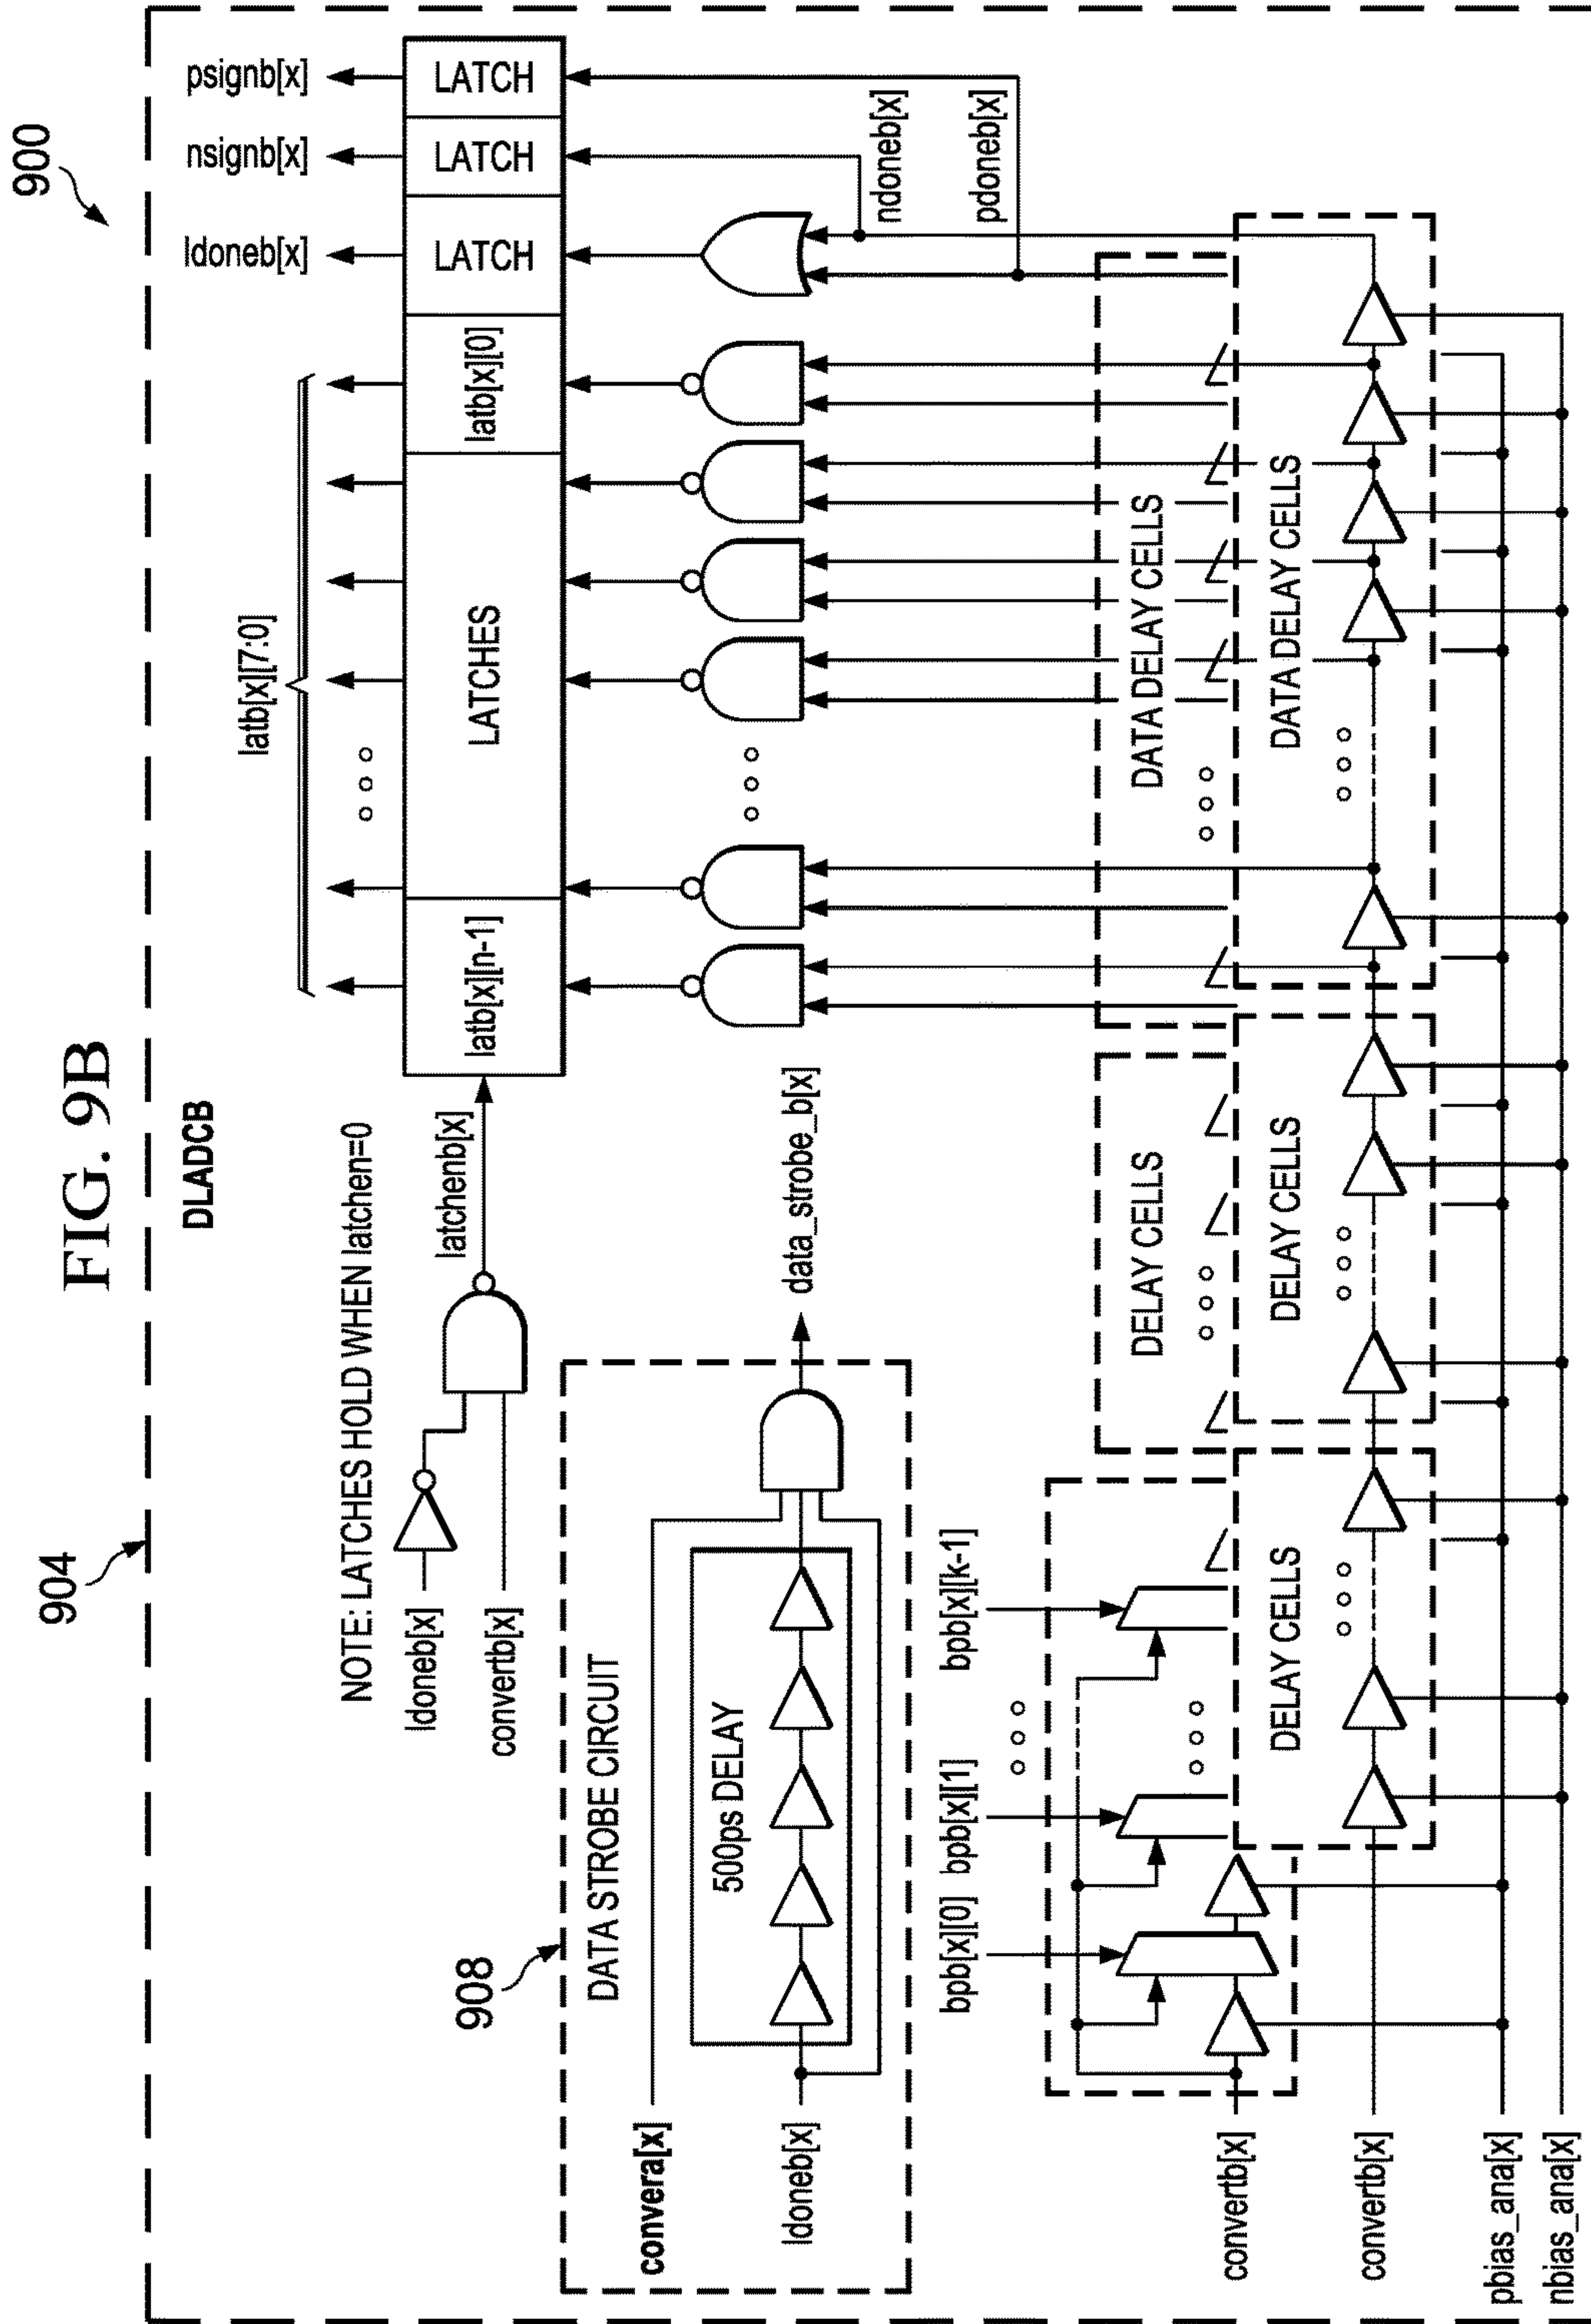 FIG. 9B
900
904
DLADCB
NOTE: LATCHES HOLD WHEN latchen=0
ldoneb[x]
convertb[x]
latchenb[x]
latb[x][7:0]
ldoneb[x]
nsignb[x]
psignb[x]
latb[x][n-1]
LATCHES
latb[x][0]
LATCH
LATCH
LATCH
908
DATA STROBE CIRCUIT
convera[x]
500ps DELAY
ldoneb[x]
data_strobe_b[x]
ndoneb[x]
pdoneb[x]
bpb[x][0]
bpb[x][1]
bpb[x][k-1]
DELAY CELLS
DATA DELAY CELLS
convertb[x]
DELAY CELLS
DELAY CELLS
DATA DELAY CELLS
convertb[x]
pbias_ana[x]
nbias_ana[x]